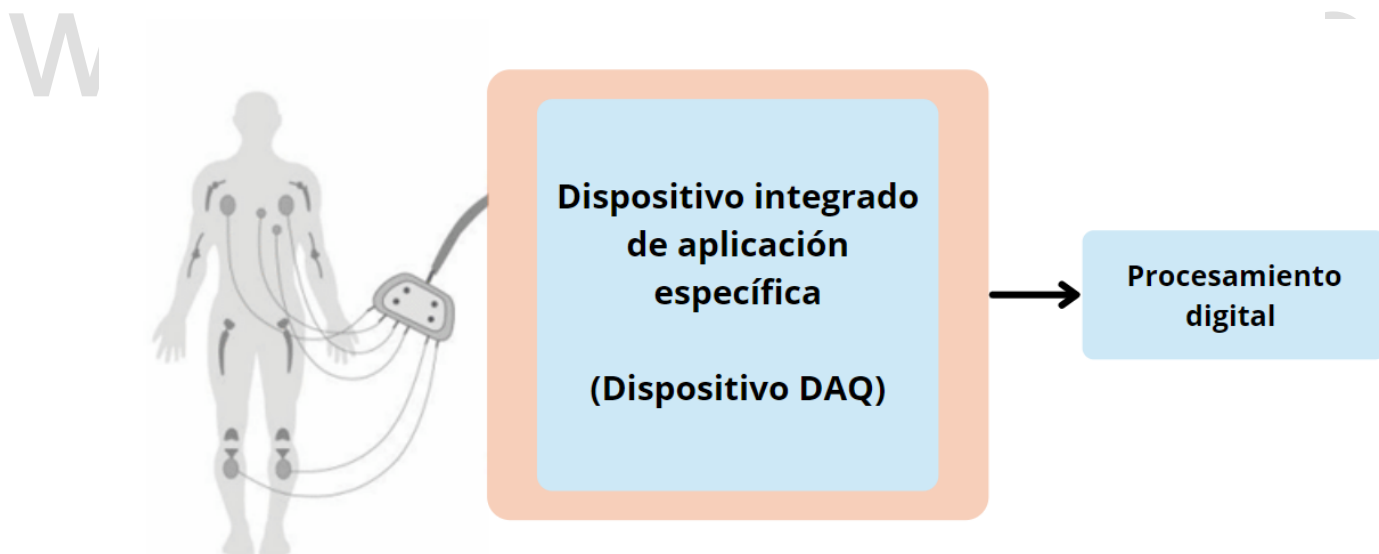 W
Dispositivo integrado
de aplicación
específica
(Dispositivo DAQ)
Procesamiento
digital